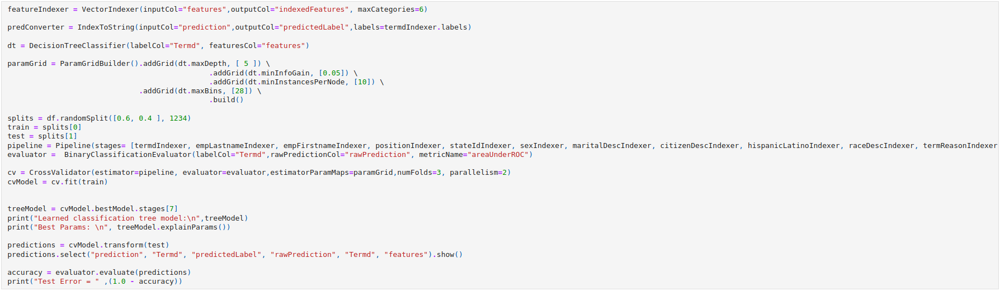 featureIndexer = VectorIndexer(inputCol="features",outputCol="indexedFeatures", maxCategories=6)
predConverter = IndexToString(inputCol="prediction",outputCol="predictedLabel",labels=termdIndexer.labels)
dt = DecisionTreeClassifier(labelCol="Termd", featuresCol="features")
paramGrid = ParamGridBuilder().addGrid(dt.maxDepth, [ 5 ]) \
.addGrid(dt.minInfoGain, [0.05]) \
.addGrid(dt.minInstancesPerNode, [10]) \
.addGrid(dt.maxBins, [28]) \
.build()
splits = df.randomSplit([0.6, 0.4 ], 1234)
train = splits[0]
test = splits[1]
pipeline = Pipeline(stages= [termdIndexer, empLastnameIndexer, empFirstnameIndexer, positionIndexer, stateIdIndexer, sexIndexer, maritalDescIndexer, citizenDescIndexer, hispanicLatinoIndexer, raceDescIndexer, termReasonIndexer
evaluator =  BinaryClassificationEvaluator(labelCol="Termd",rawPredictionCol="rawPrediction", metricName="areaUnderROC")
cv = CrossValidator(estimator=pipeline, evaluator=evaluator,estimatorParamMaps=paramGrid,numFolds=3, parallelism=2)
cvModel = cv.fit(train)
treeModel = cvModel.bestModel.stages[7]
print("Learned classification tree model:\n",treeModel)
print("Best Params: \n", treeModel.explainParams())
predictions = cvModel.transform(test)
predictions.select("prediction", "Termd", "predictedLabel", "rawPrediction", "Termd", "features").show()
accuracy = evaluator.evaluate(predictions)
print("Test Error = " ,(1.0 - accuracy))